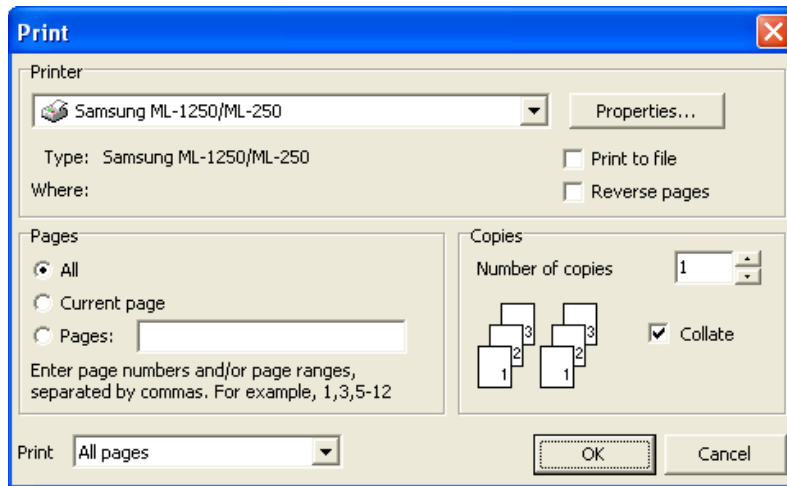 Print
Printer
Samsung ML-1250/ML-250
Properties...
Type: Samsung ML-1250/ML-250
Print to file
Where:
Reverse pages
Pages
All
Current page
Pages:
Enter page numbers and/or page ranges,
separated by commas. For example, 1,3,5-12
Copies
Number of copies
1
3
2
1
3
2
1
Collate
Print
All pages
OK
Cancel